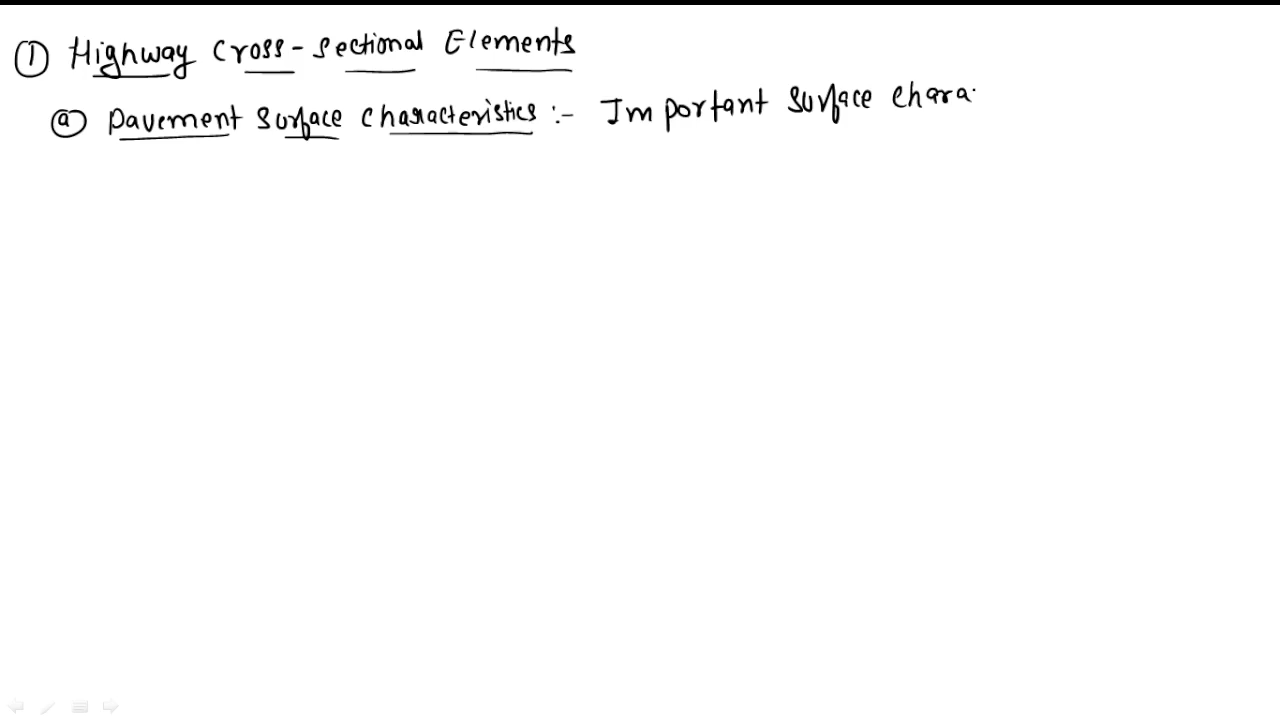 ① Highway Cross-Sectional Elements
ⓐ Pavement Surface Characteristics :- Important Surface Chara